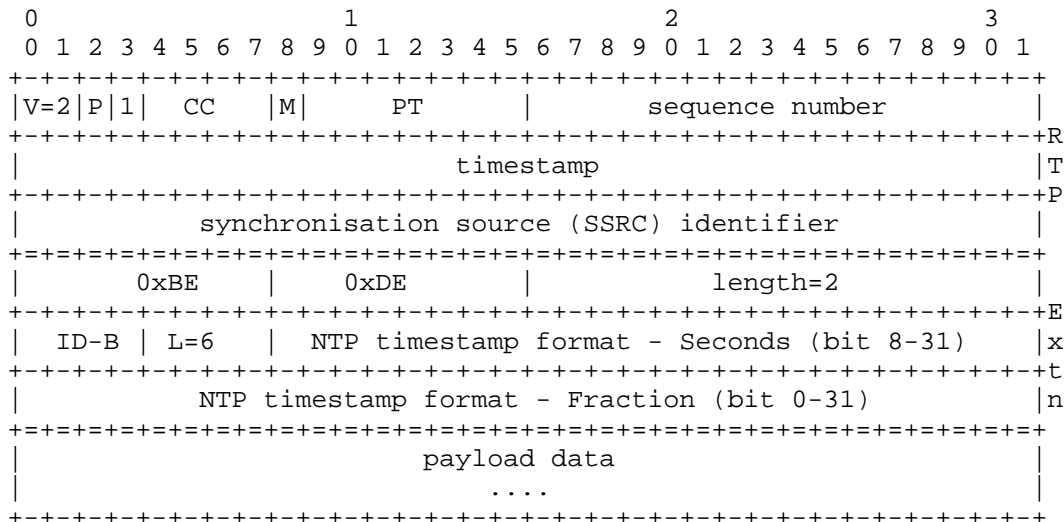 0                   1                   2                   3
 0 1 2 3 4 5 6 7 8 9 0 1 2 3 4 5 6 7 8 9 0 1 2 3 4 5 6 7 8 9 0 1
+-+-+-+-+-+-+-+-+-+-+-+-+-+-+-+-+-+-+-+-+-+-+-+-+-+-+-+-+-+-+-+-+
|V=2|P|1|  CC   |M|     PT      |       sequence number         |
+-+-+-+-+-+-+-+-+-+-+-+-+-+-+-+-+-+-+-+-+-+-+-+-+-+-+-+-+-+-+-+-+R
|                           timestamp                           |T
+-+-+-+-+-+-+-+-+-+-+-+-+-+-+-+-+-+-+-+-+-+-+-+-+-+-+-+-+-+-+-+-+P
|           synchronisation source (SSRC) identifier            |
+=+=+=+=+=+=+=+=+=+=+=+=+=+=+=+=+=+=+=+=+=+=+=+=+=+=+=+=+=+=+=+=+
|       0xBE    |    0xDE       |           length=2            |
+-+-+-+-+-+-+-+-+-+-+-+-+-+-+-+-+-+-+-+-+-+-+-+-+-+-+-+-+-+-+-+-+E
|  ID-B | L=6   |  NTP timestamp format - Seconds (bit 8-31)    |x
+-+-+-+-+-+-+-+-+-+-+-+-+-+-+-+-+-+-+-+-+-+-+-+-+-+-+-+-+-+-+-+-+t
|           NTP timestamp format - Fraction (bit 0-31)          |n
+=+=+=+=+=+=+=+=+=+=+=+=+=+=+=+=+=+=+=+=+=+=+=+=+=+=+=+=+=+=+=+=+
|                         payload data                          |
|                             ....                              |
+-+-+-+-+-+-+-+-+-+-+-+-+-+-+-+-+-+-+-+-+-+-+-+-+-+-+-+-+-+-+-+-+